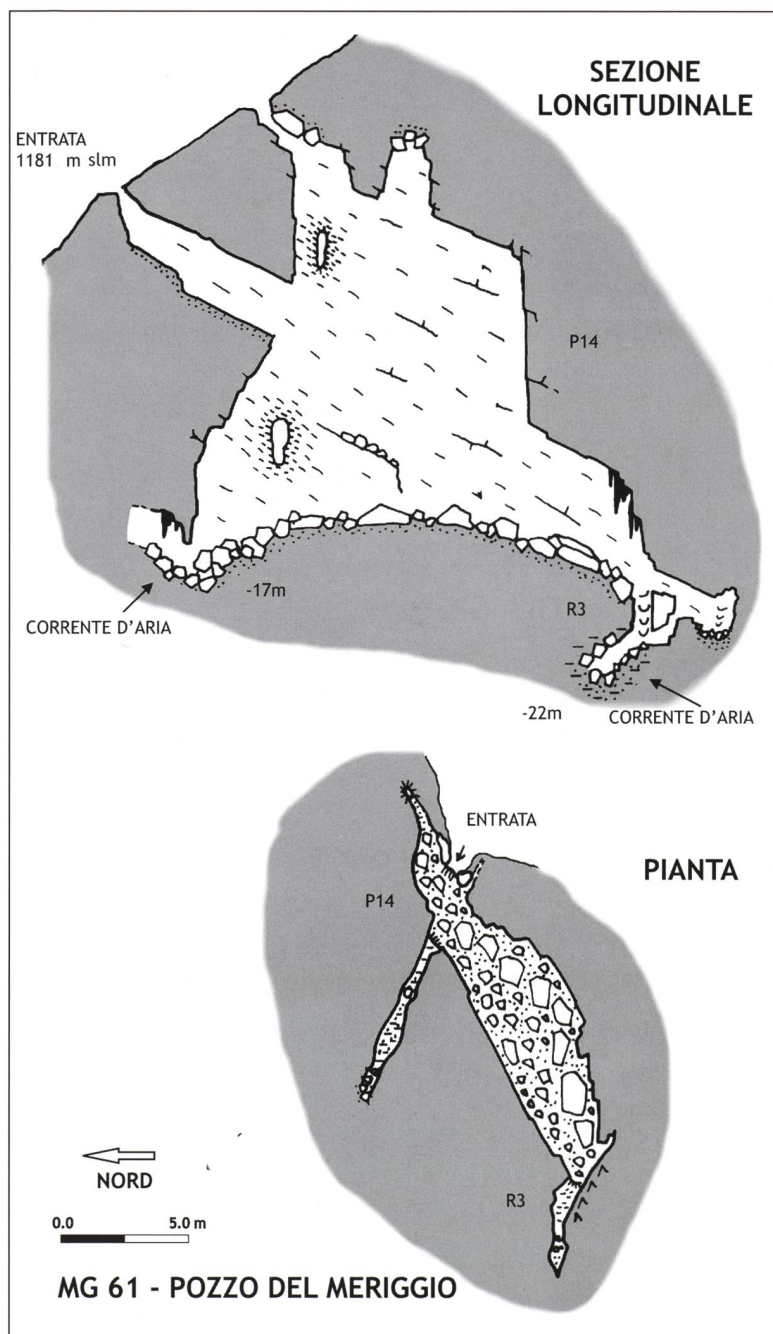 SEZIONE
LONGITUDINALE
ENTRATA
1181 m slm
P14
-17m
R3
CORRENTE D'ARIA
-22m
CORRENTE D'ARIA
ENTRATA
PIANTA
P14
NORD
R3
0.0
5.0 m
MG 61 - POZZO DEL MERIGGIO